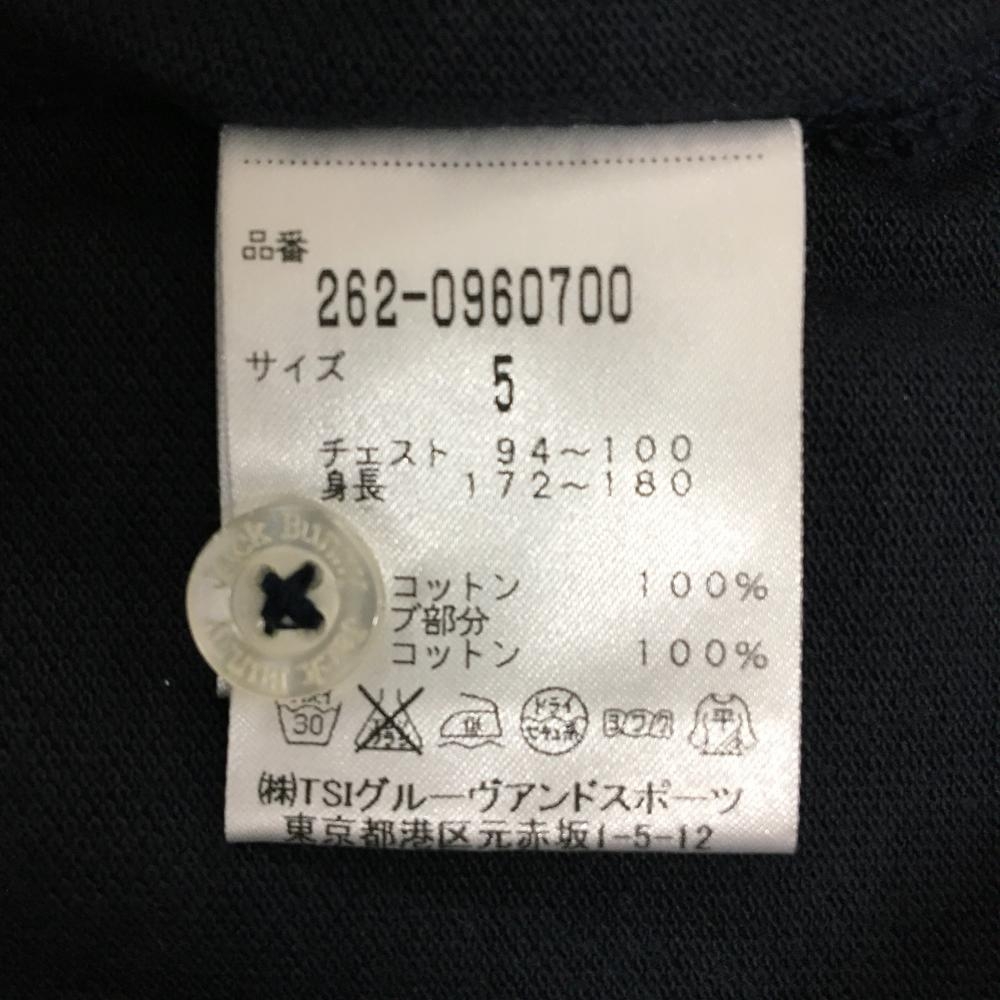 品番
262-0960700
サイズ 5
チェスト 94~100
身長 172~180
コットン 100%
ブ部分
コットン 100%
30
ドライ
セキユ系
平
㈱TSIグルーヴアンドスポーツ
東京都港区元赤坂1-5-12